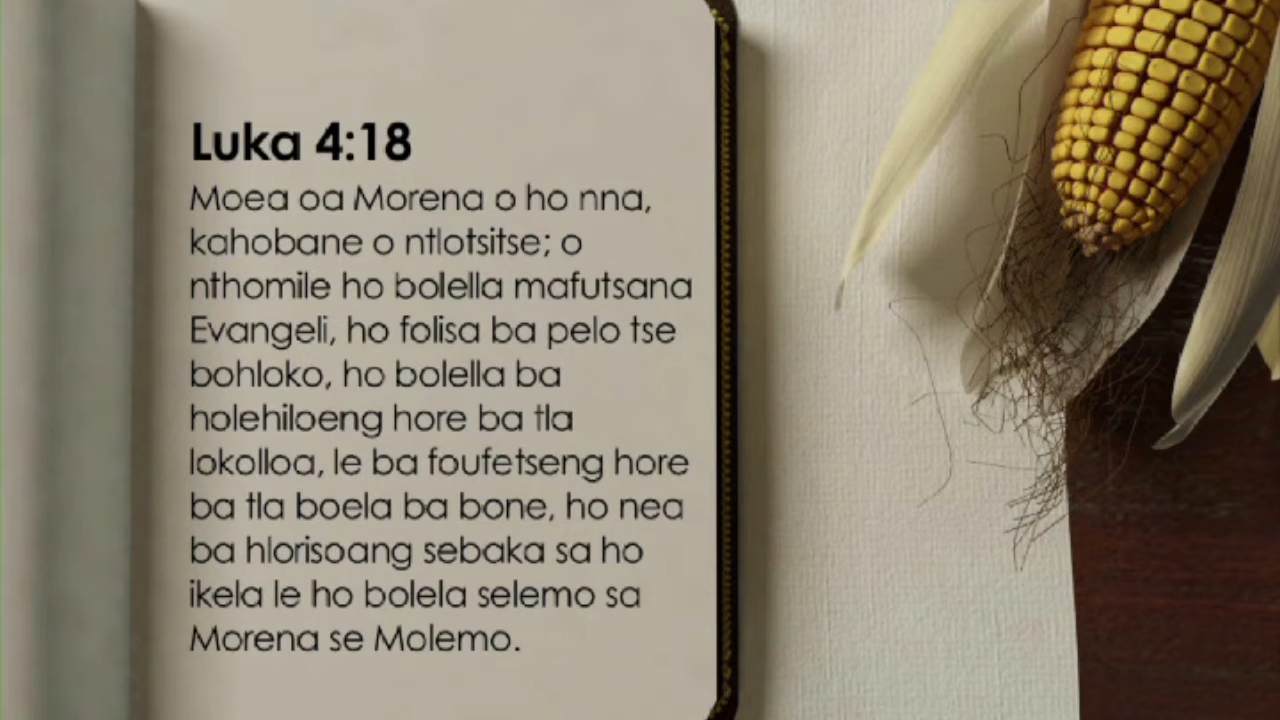 Luka 4:18
Moea oa Morena o ho nna,
kahobane o ntlotsitse; o
nthomile ho bolella mafutsana
Evangeli, ho folisa ba pelo tse
bohloko, ho bolella ba
holehiloeng hore ba tla
lokolloa, le ba foufetseng hore
ba tla boela ba bone, ho nea
ba hlorisoang sebaka sa ho
ikela le ho bolela selemo sa
Morena se Molemo.